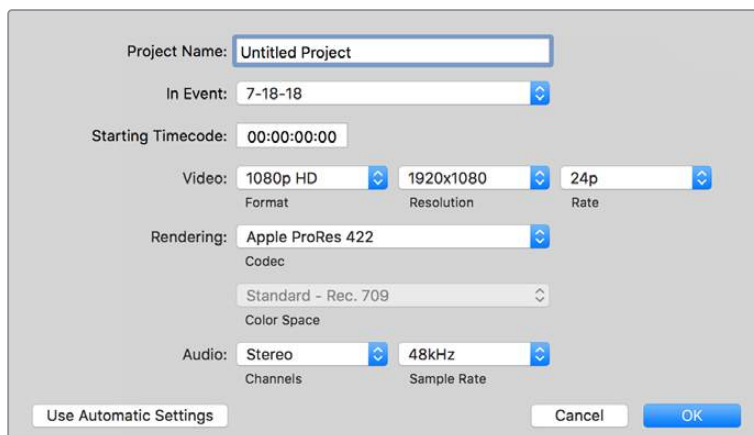 Project Name: Untitled Project
In Event: 7-18-18
Starting Timecode: 00:00:00:00
Video: 1080p HD 1920x1080 24p
Format Resolution Rate
Rendering: Apple ProRes 422
Codec
Standard - Rec. 709
Color Space
Audio: Stereo 48kHz
Channels Sample Rate
Use Automatic Settings Cancel OK